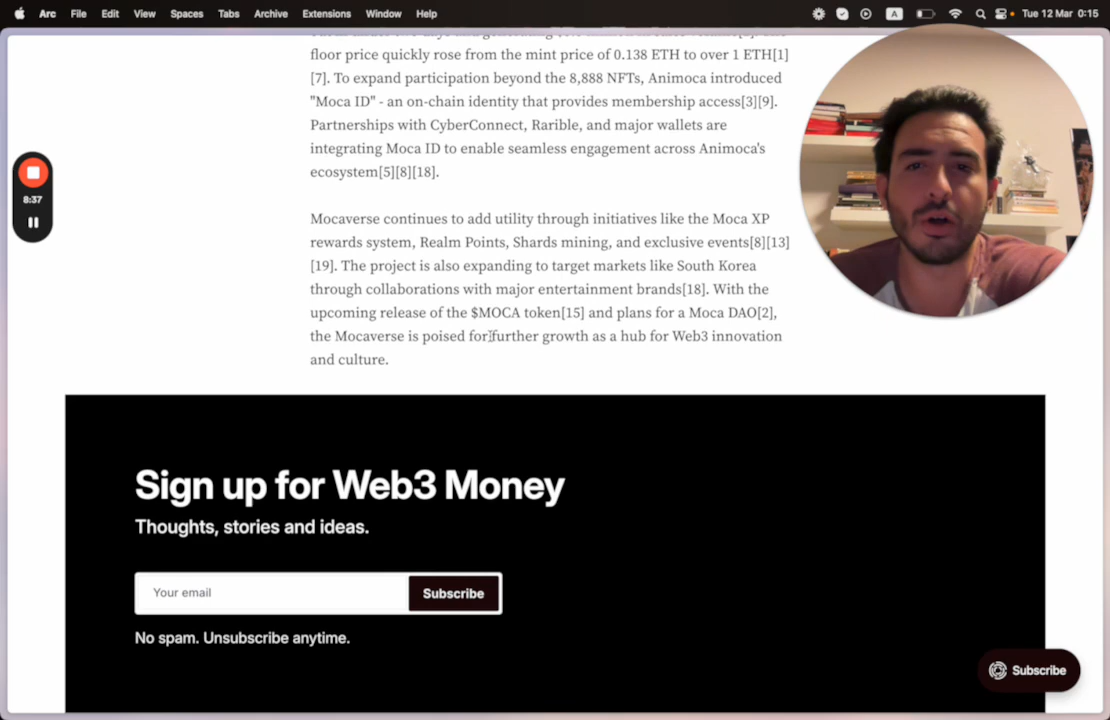 Arc File Edit View Spaces Tabs Archive Extensions Window Help A Tue 12 Mar 0:15
floor price quickly rose from the mint price of 0.138 ETH to over 1 ETH[1]
[7]. To expand participation beyond the 8,888 NFTs, Animoca introduced
"Moca ID" - an on-chain identity that provides membership access[3][9].
Partnerships with CyberConnect, Rarible, and major wallets are
integrating Moca ID to enable seamless engagement across Animoca's
ecosystem[5][8][18].
8:37
Mocaverse continues to add utility through initiatives like the Moca XP
rewards system, Realm Points, Shards mining, and exclusive events[8][13]
[19]. The project is also expanding to target markets like South Korea
through collaborations with major entertainment brands[18]. With the
upcoming release of the $MOCA token[15] and plans for a Moca DAO[2],
the Mocaverse is poised for further growth as a hub for Web3 innovation
and culture.
Sign up for Web3 Money
Thoughts, stories and ideas.
Your email Subscribe
No spam. Unsubscribe anytime.
Subscribe